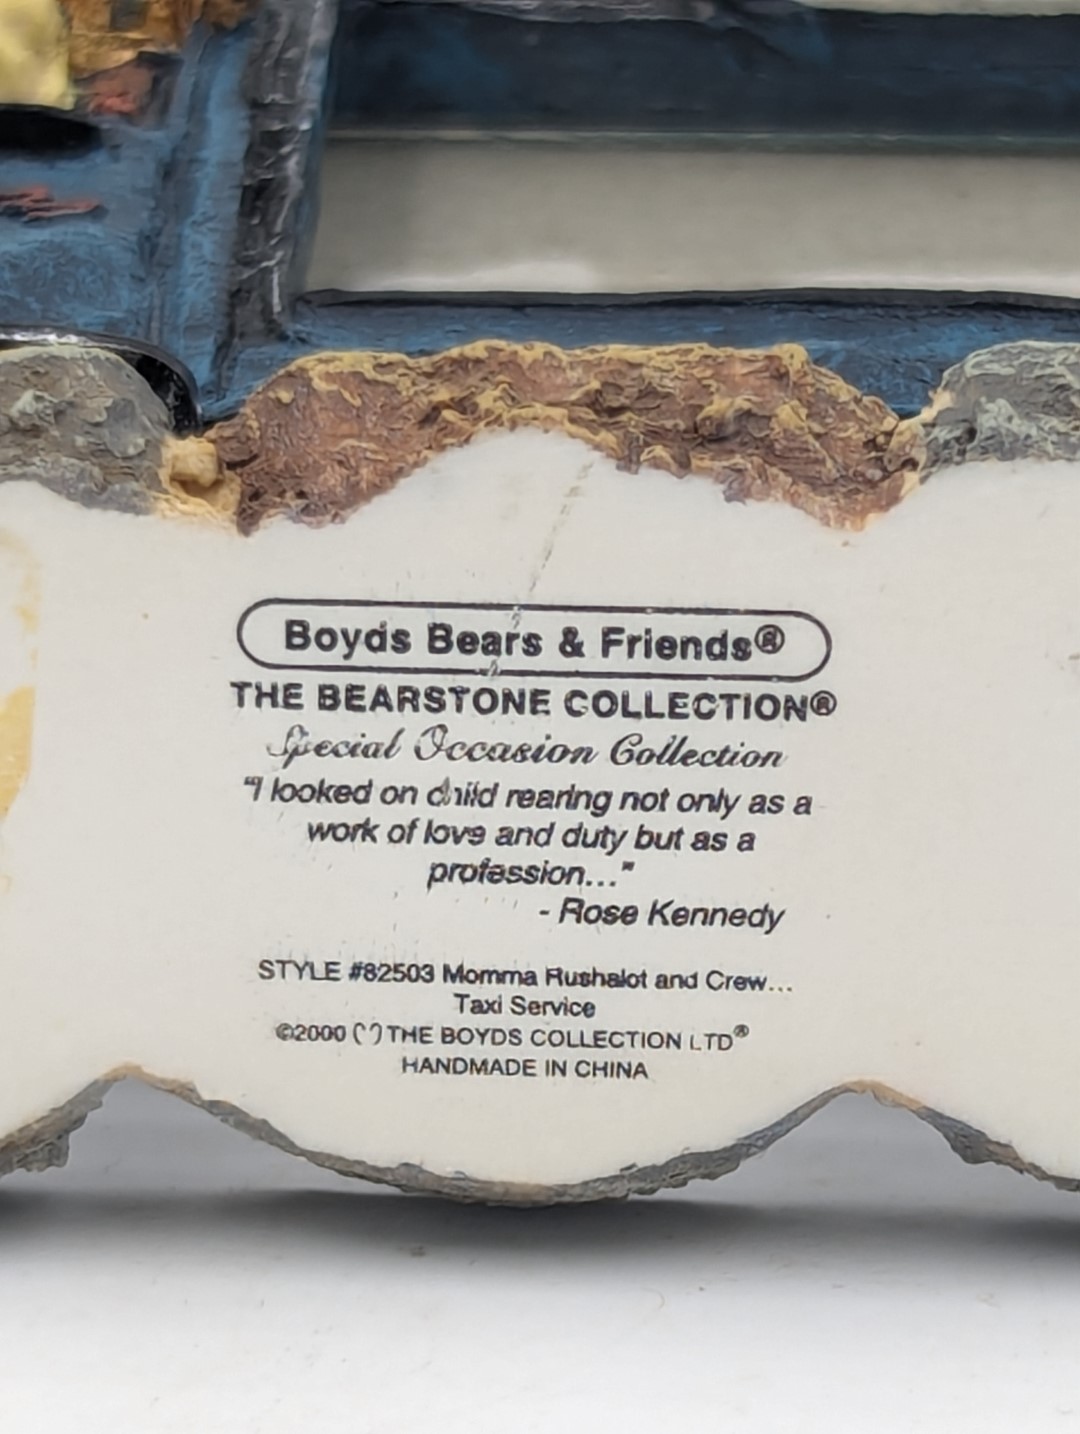 Boyds Bears & Friends®
THE BEARSTONE COLLECTION®
Special Occasion Collection
"I looked on child rearing not only as a
work of love and duty but as a
profession..."
- Rose Kennedy
STYLE #82503 Momma Rushalot and Crew...
Taxi Service
©2000 (') THE BOYDS COLLECTION LTD®
HANDMADE IN CHINA